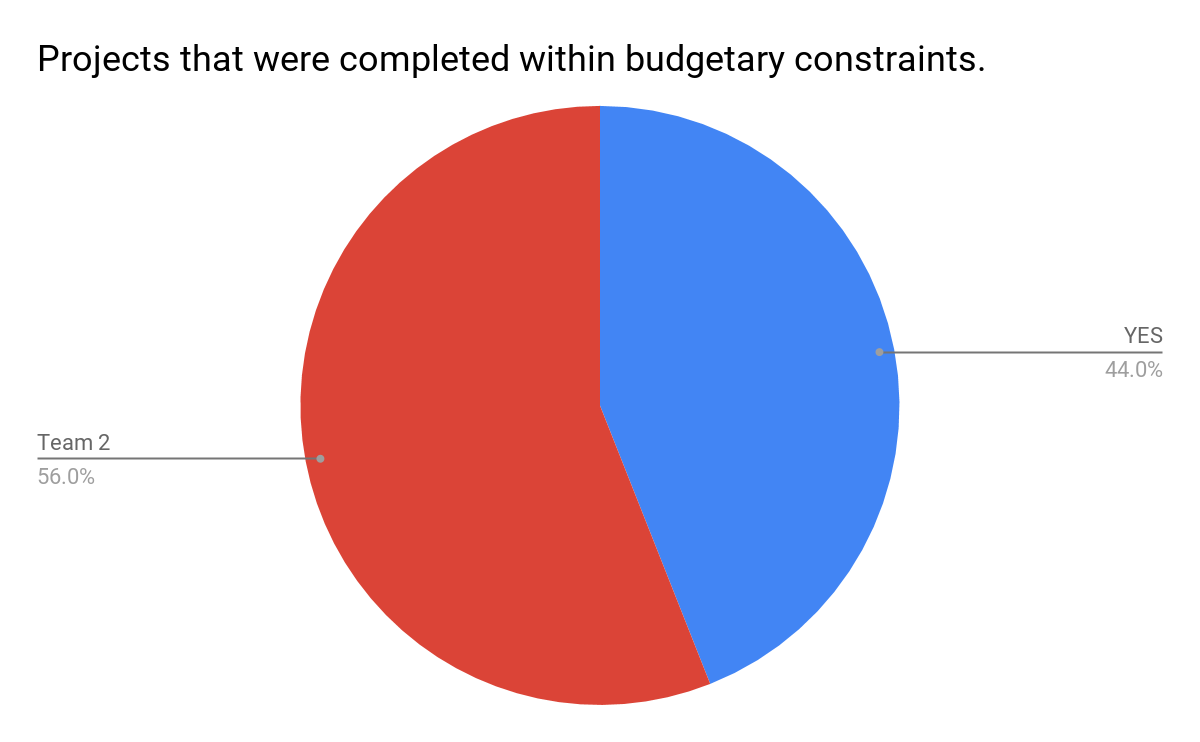 Projects that were completed within budgetary constraints.
YES
44.0%
Team 2
56.0%